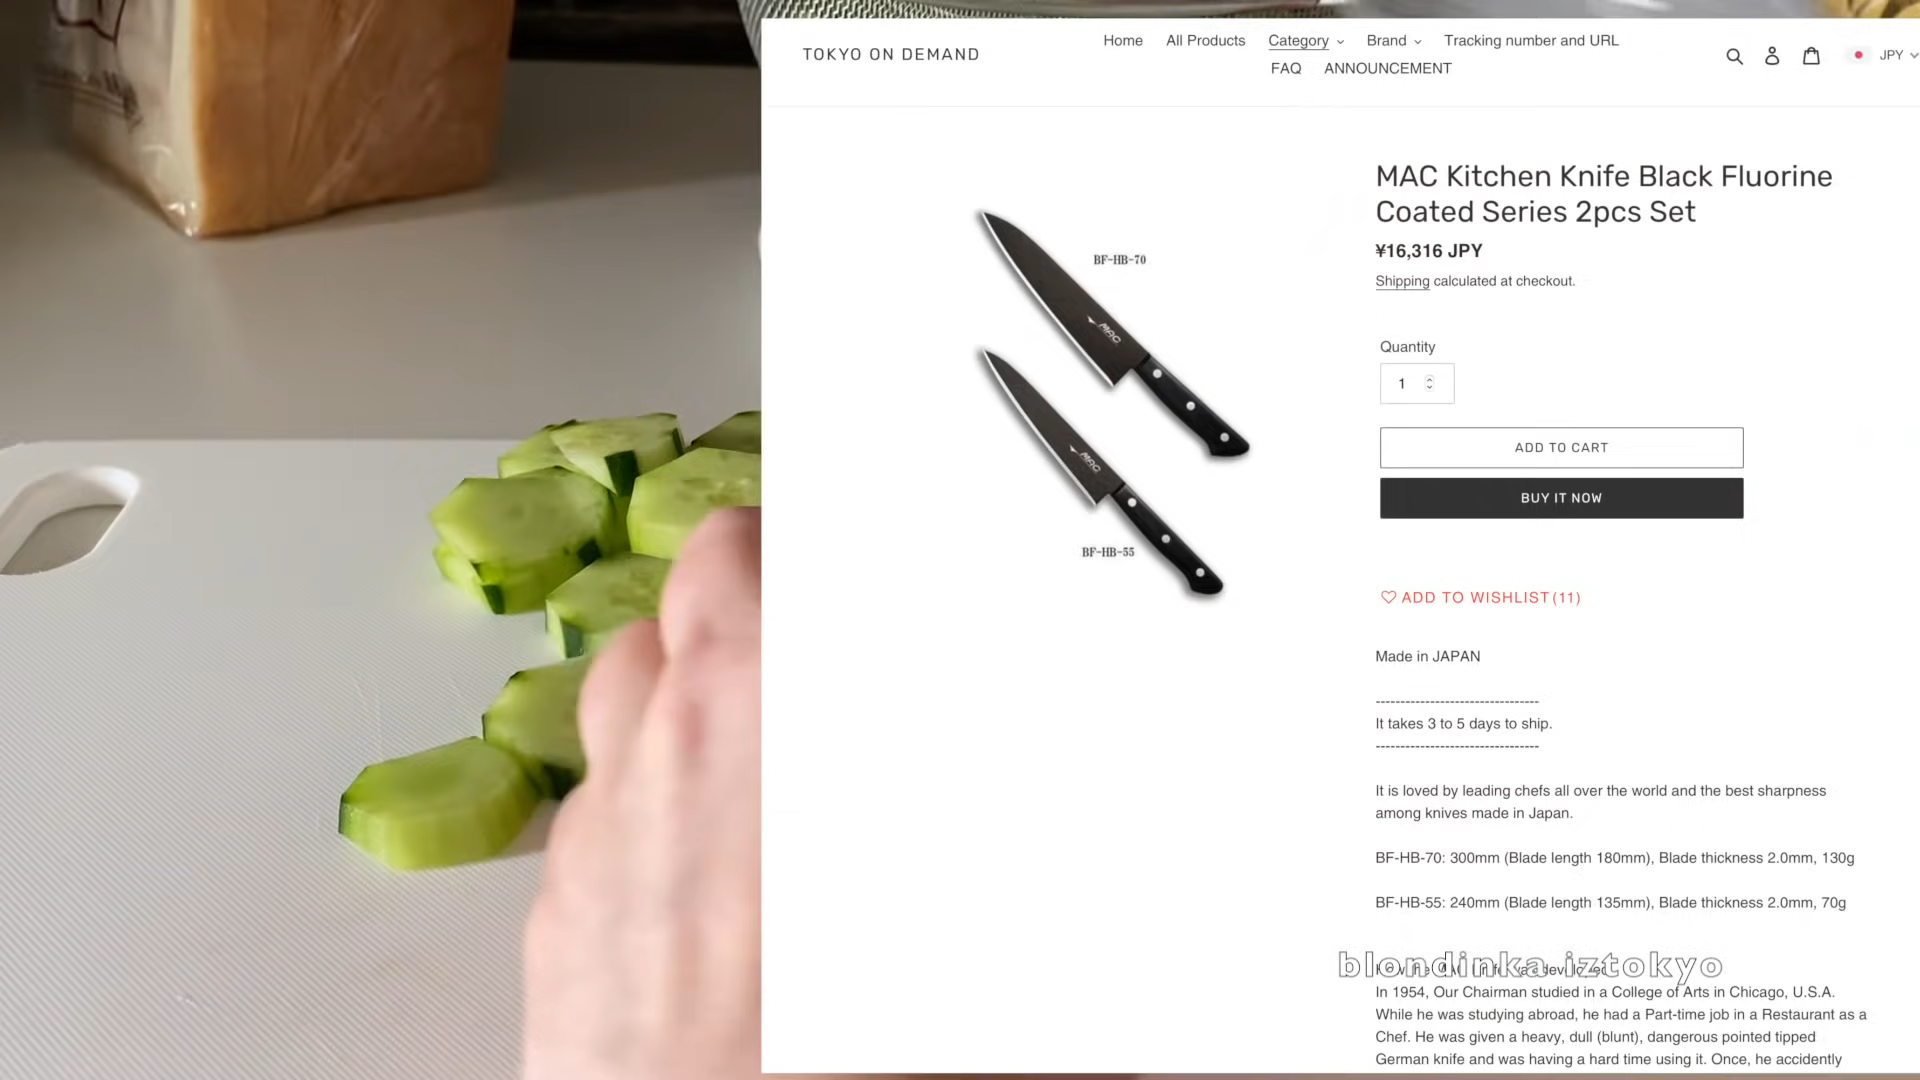 TOKYO ON DEMAND
Home All Products Category Brand Tracking number and URL
FAQ ANNOUNCEMENT
JPY
MAC Kitchen Knife Black Fluorine
Coated Series 2pcs Set
¥16,316 JPY
Shipping calculated at checkout.
BF-HB-70
MAC
MAC
BF-HB-55
Quantity
1
ADD TO CART
BUY IT NOW
ADD TO WISHLIST (11)
Made in JAPAN
---------------------------------
It takes 3 to 5 days to ship.
---------------------------------
It is loved by leading chefs all over the world and the best sharpness
among knives made in Japan.
BF-HB-70: 300mm (Blade length 180mm), Blade thickness 2.0mm, 130g
BF-HB-55: 240mm (Blade length 135mm), Blade thickness 2.0mm, 70g
blondinka.iztokyo
In 1954, Our Chairman studied in a College of Arts in Chicago, U.S.A.
While he was studying abroad, he had a Part-time job in a Restaurant as a
Chef. He was given a heavy, dull (blunt), dangerous pointed tipped
German knife and was having a hard time using it. Once, he accidently